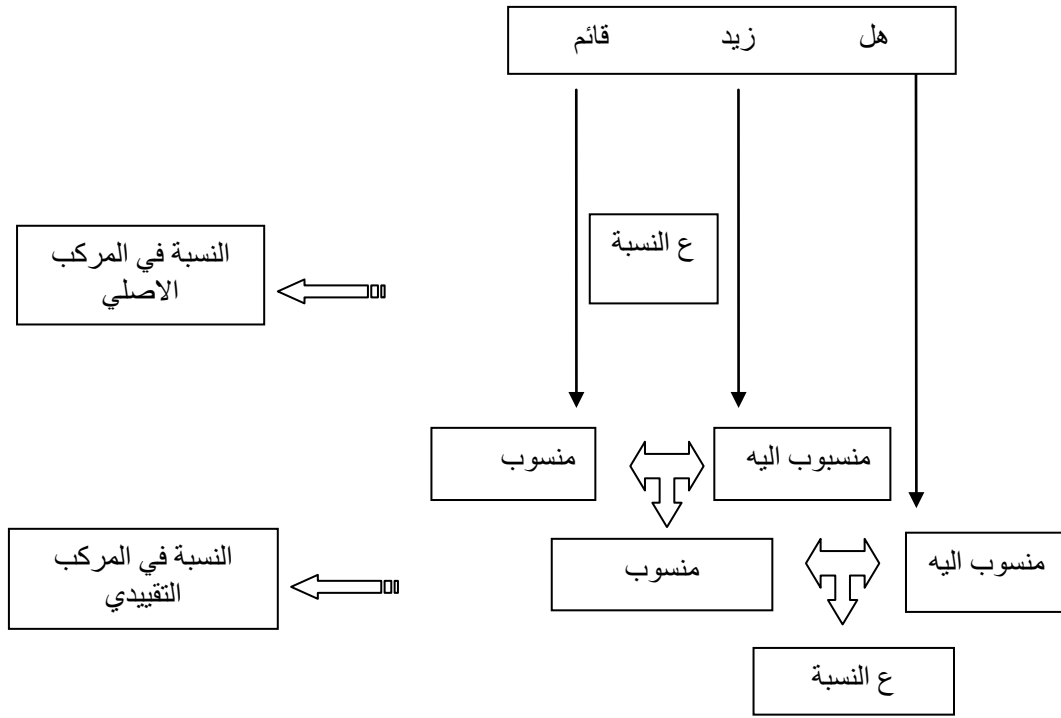 هل زيد قائم
ع النسبة
النسبة في المركب
الاصلي
منسبوب اليه
منسوب
النسبة في المركب
التقييدي
منسوب اليه
منسوب
ع النسبة